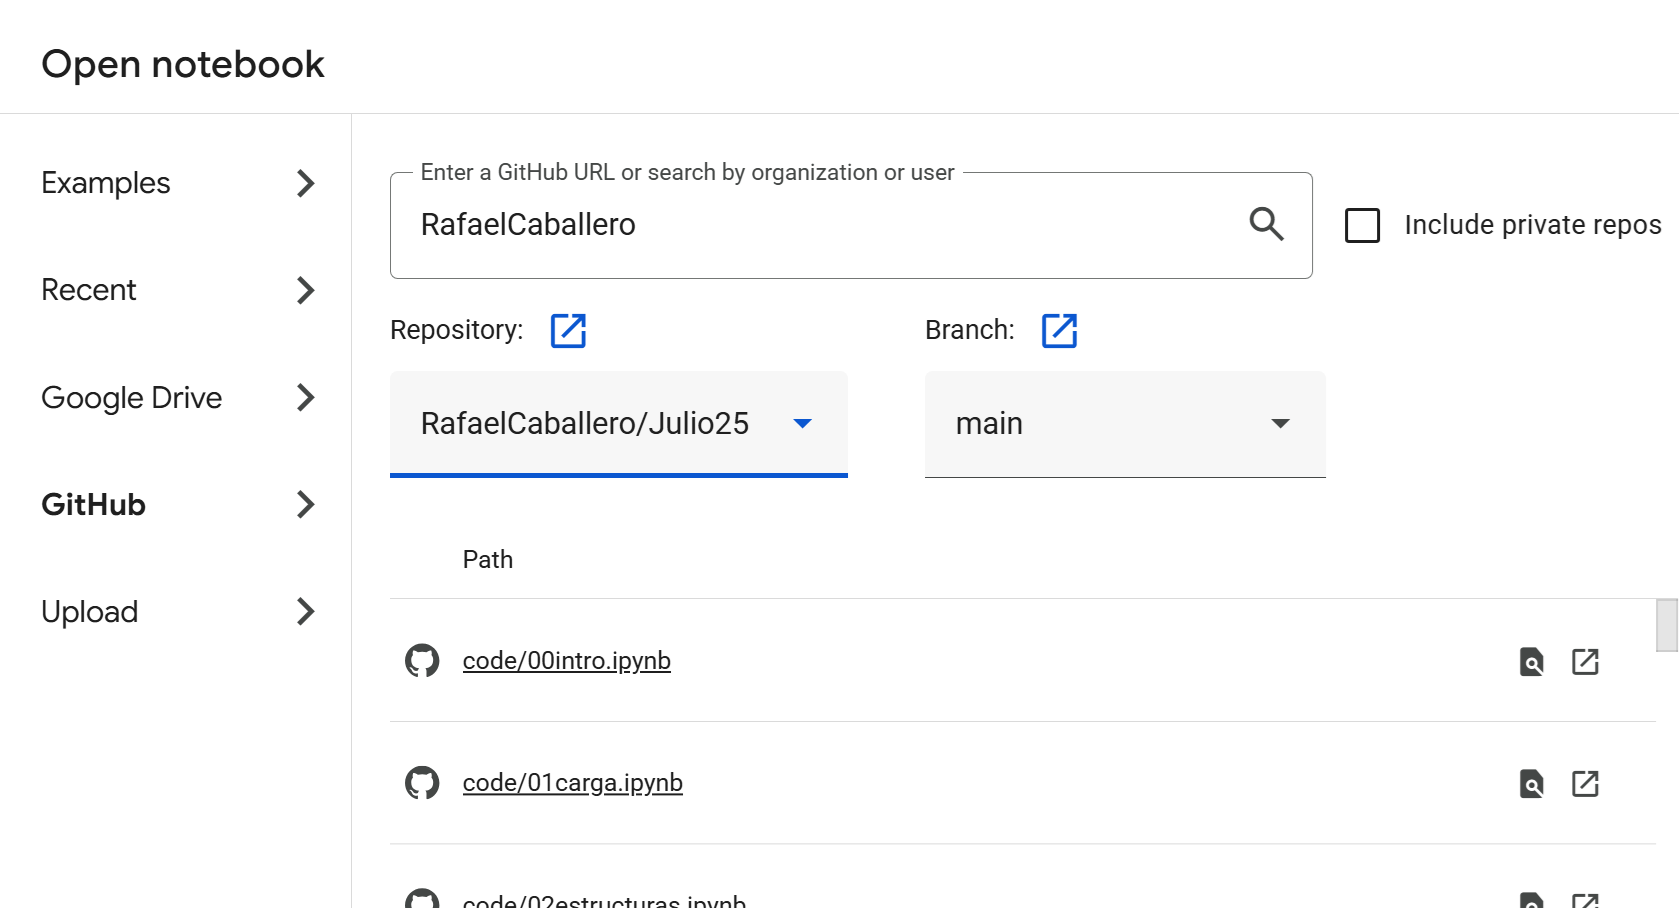 Open notebook
Examples
Recent
Google Drive
GitHub
Upload
Enter a GitHub URL or search by organization or user
RafaelCaballero
Include private repos
Repository:
Branch:
RafaelCaballero/Julio25
main
Path
code/00intro.ipynb
code/01carga.ipynb
code/02estructuras.ipynb